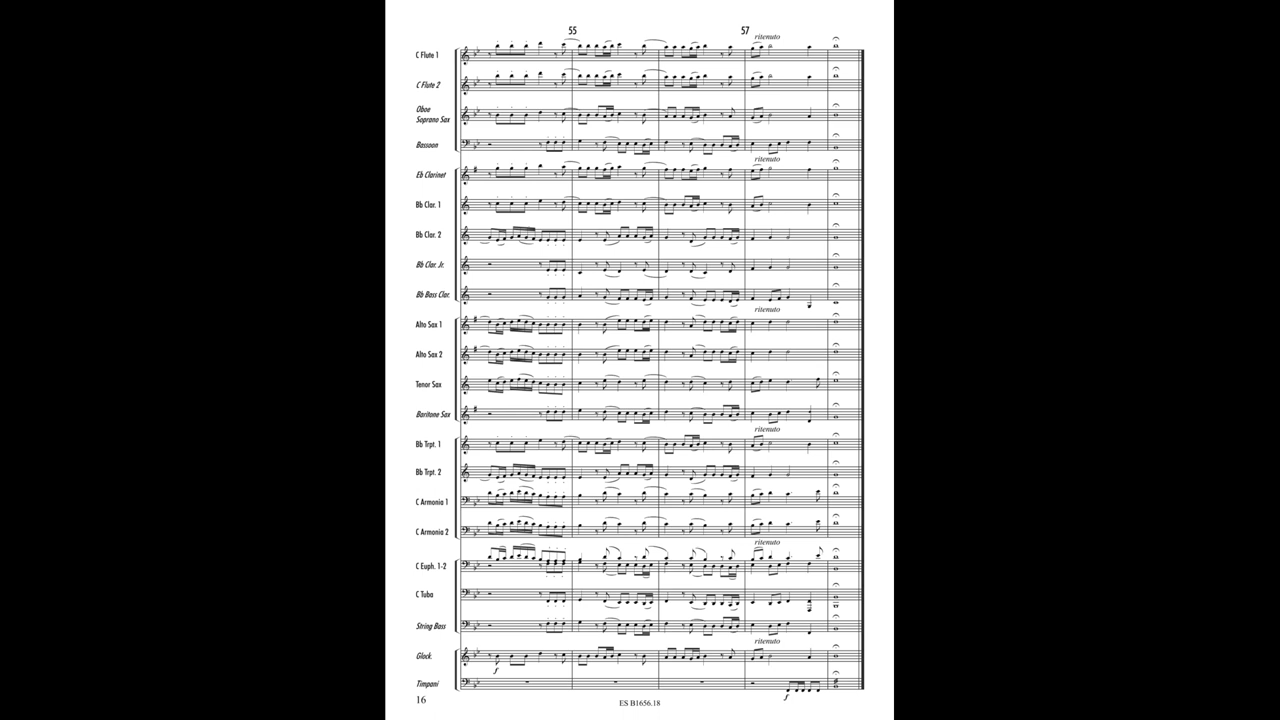 55 57
ritenuto
C Flute 1
C Flute 2
Oboe
Soprano Sax
Bassoon
ritenuto
Eb Clarinet
Bb Clar. 1
Bb Clar. 2
Bb Clar. Jr.
Bb Bass Clar.
ritenuto
Alto Sax 1
Alto Sax 2
Tenor Sax
Baritone Sax
ritenuto
Bb Trpt. 1
Bb Trpt. 2
C Armonia 1
C Armonia 2
ritenuto
C Euph. 1-2
C Tuba
String Bass
ritenuto
Glock.
f
Timpani
f
16
ES B1656.18